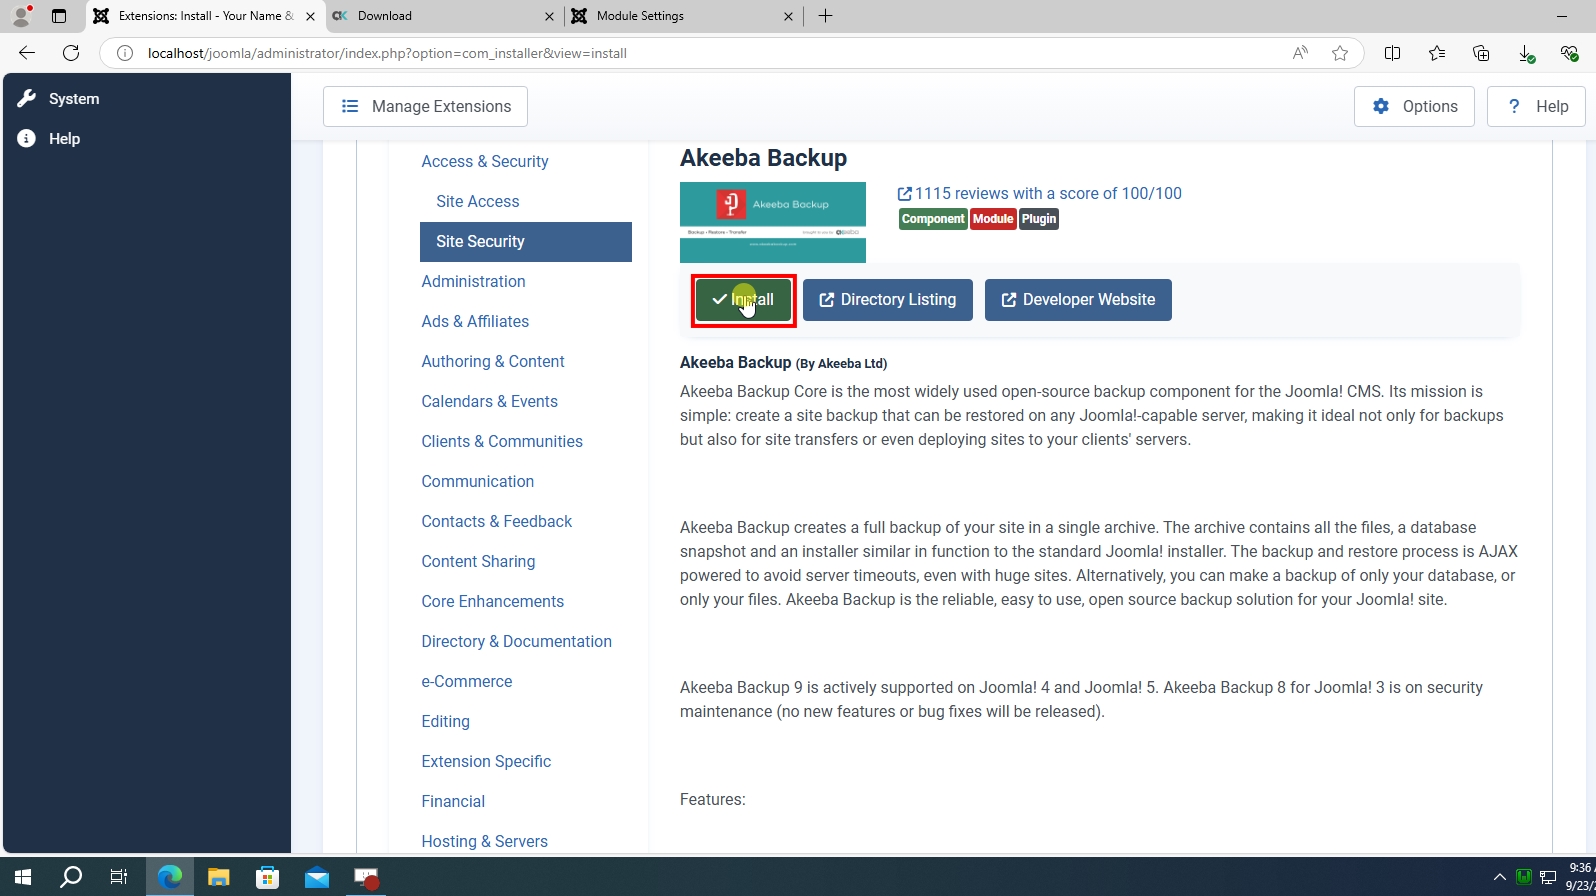 Extensions: Install - Your Name &
Download
Module Settings
localhost/joomla/administrator/index.php?option=com_installer&view=install
System
Help
Manage Extensions
Options
? Help
Access & Security
Site Access
Site Security
Administration
Ads & Affiliates
Authoring & Content
Calendars & Events
Clients & Communities
Communication
Contacts & Feedback
Content Sharing
Core Enhancements
Directory & Documentation
e-Commerce
Editing
Extension Specific
Financial
Hosting & Servers
Akeeba Backup
Akeeba Backup
Backup • Restore • Transfer
1115 reviews with a score of 100/100
Component Module Plugin
Install
Directory Listing
Developer Website
Akeeba Backup (By Akeeba Ltd)
Akeeba Backup Core is the most widely used open-source backup component for the Joomla! CMS. Its mission is
simple: create a site backup that can be restored on any Joomla!-capable server, making it ideal not only for backups
but also for site transfers or even deploying sites to your clients' servers.
Akeeba Backup creates a full backup of your site in a single archive. The archive contains all the files, a database
snapshot and an installer similar in function to the standard Joomla! installer. The backup and restore process is AJAX
powered to avoid server timeouts, even with huge sites. Alternatively, you can make a backup of only your database, or
only your files. Akeeba Backup is the reliable, easy to use, open source backup solution for your Joomla! site.
Akeeba Backup 9 is actively supported on Joomla! 4 and Joomla! 5. Akeeba Backup 8 for Joomla! 3 is on security
maintenance (no new features or bug fixes will be released).
Features:
9:36
9/23/